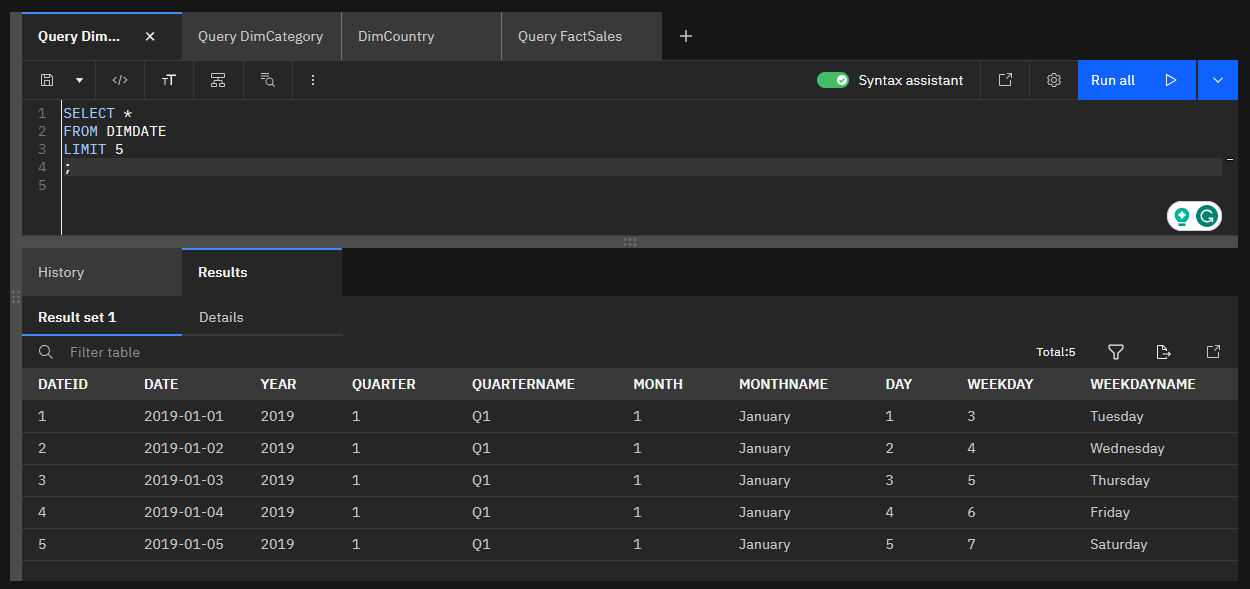 Query Dim...
Query DimCategory
DimCountry
Query FactSales
Syntax assistant
Run all
1 SELECT *
2 FROM DIMDATE
3 LIMIT 5
4 ;
5
History
Results
Result set 1
Details
Filter table
Total:5
DATEID DATE YEAR QUARTER QUARTERNAME MONTH MONTHNAME DAY WEEKDAY WEEKDAYNAME
1 2019-01-01 2019 1 Q1 1 January 1 3 Tuesday
2 2019-01-02 2019 1 Q1 1 January 2 4 Wednesday
3 2019-01-03 2019 1 Q1 1 January 3 5 Thursday
4 2019-01-04 2019 1 Q1 1 January 4 6 Friday
5 2019-01-05 2019 1 Q1 1 January 5 7 Saturday